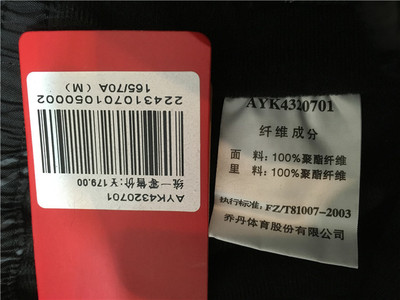 165/70A (M)
2243107010500​02
统一零售价:￥179.00
AYK4320701
AYK4320701
纤维成分
面 料: 100%聚酯纤维
里 料: 100%聚酯纤维
执行标准: FZ/T81007-2003
乔丹体育股份有限公司